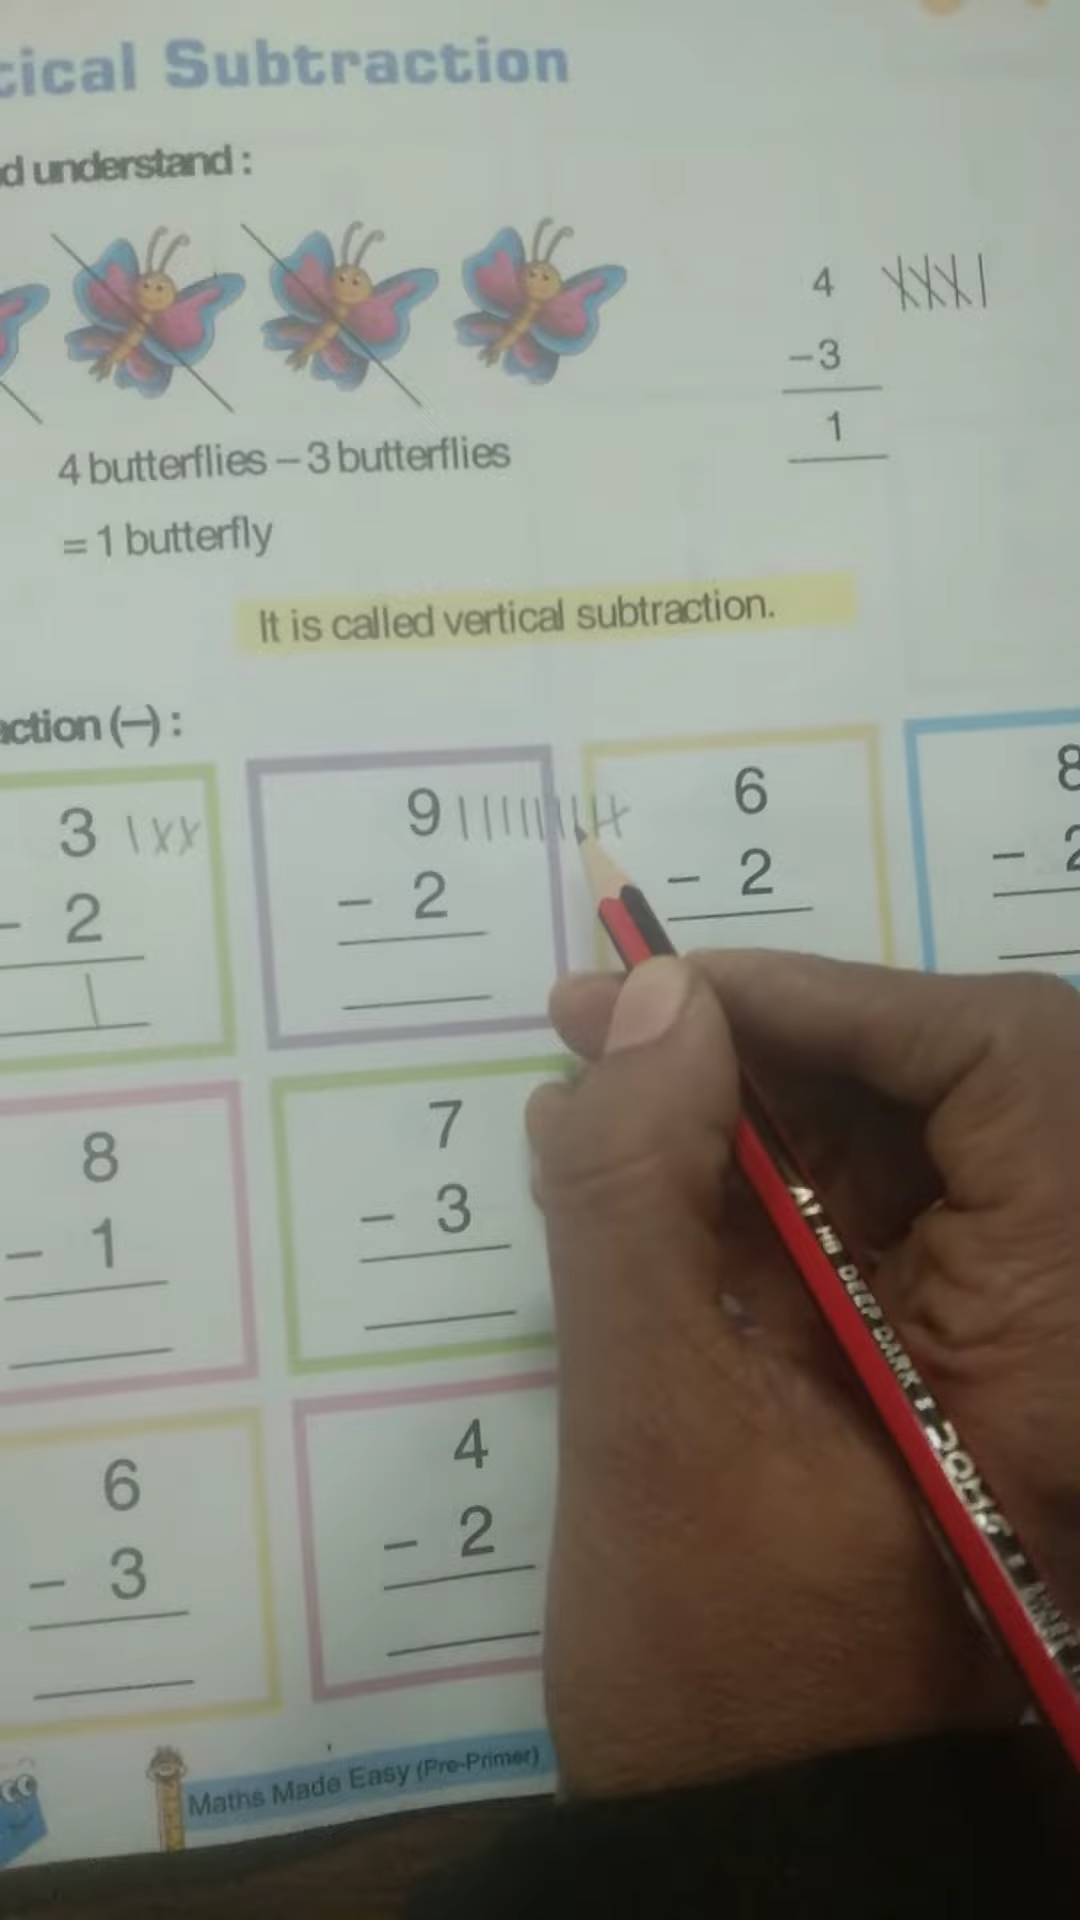 tical Subtraction
d understand :
4
–3
1
4 butterflies – 3 butterflies
= 1 butterfly
It is called vertical subtraction.
action (–) :
3
– 2
1
9
– 2
6
– 2
8
– 2
8
– 1
7
– 3
6
– 3
4
– 2
Maths Made Easy (Pre-Primer)
DEEP DARK
DOMS